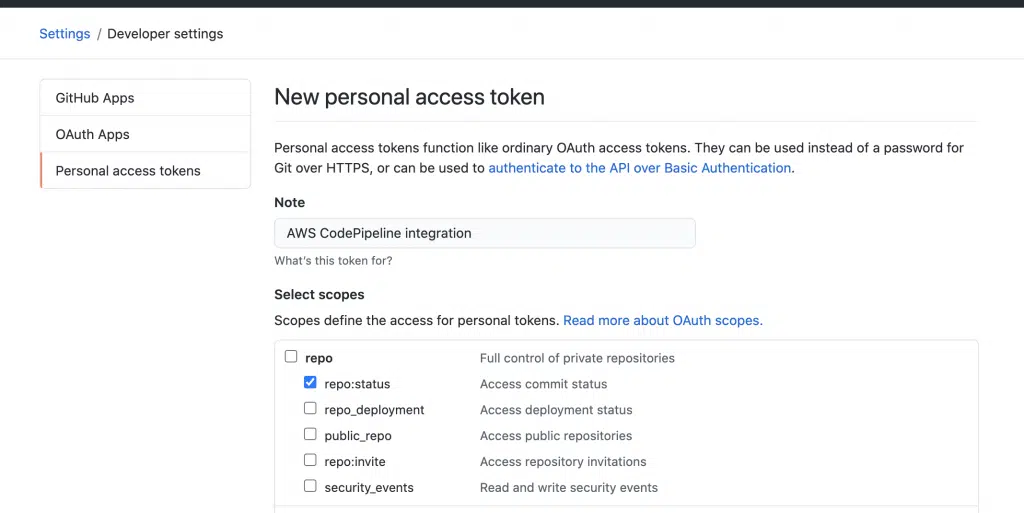 Settings / Developer settings
GitHub Apps
OAuth Apps
Personal access tokens
New personal access token
Personal access tokens function like ordinary OAuth access tokens. They can be used instead of a password for
Git over HTTPS, or can be used to authenticate to the API over Basic Authentication.
Note
AWS CodePipeline integration
What's this token for?
Select scopes
Scopes define the access for personal tokens. Read more about OAuth scopes.
repo Full control of private repositories
repo:status Access commit status
repo_deployment Access deployment status
public_repo Access public repositories
repo:invite Access repository invitations
security_events Read and write security events